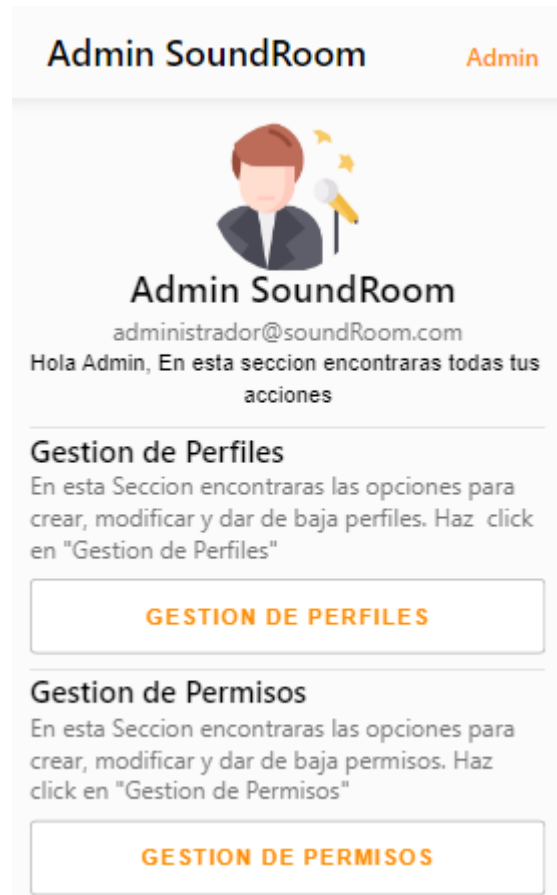 Admin SoundRoom Admin
Admin SoundRoom
administrador@soundRoom.com
Hola Admin, En esta seccion encontraras todas tus
acciones
Gestion de Perfiles
En esta Seccion encontraras las opciones para
crear, modificar y dar de baja perfiles. Haz  click
en "Gestion de Perfiles"
GESTION DE PERFILES
Gestion de Permisos
En esta Seccion encontraras las opciones para
crear, modificar y dar de baja permisos. Haz
click en "Gestion de Permisos"
GESTION DE PERMISOS